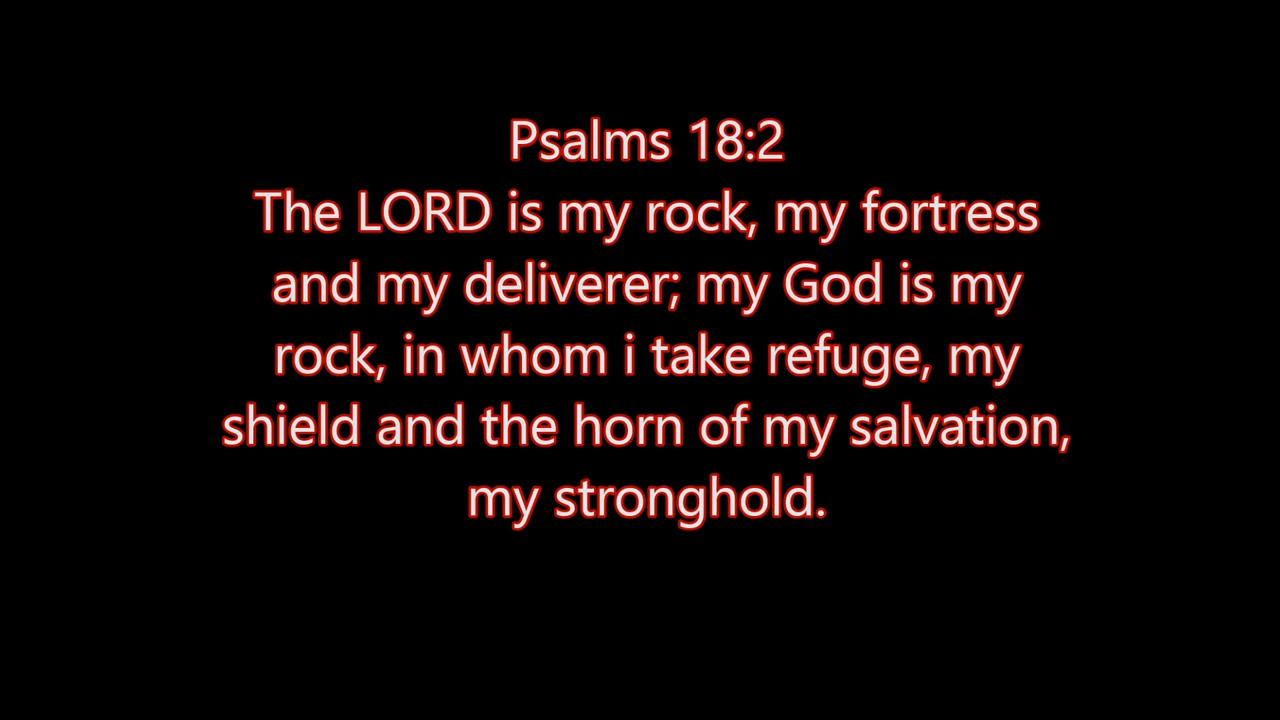 Psalms 18:2
The LORD is my rock, my fortress
and my deliverer; my God is my
rock, in whom i take refuge, my
shield and the horn of my salvation,
my stronghold.